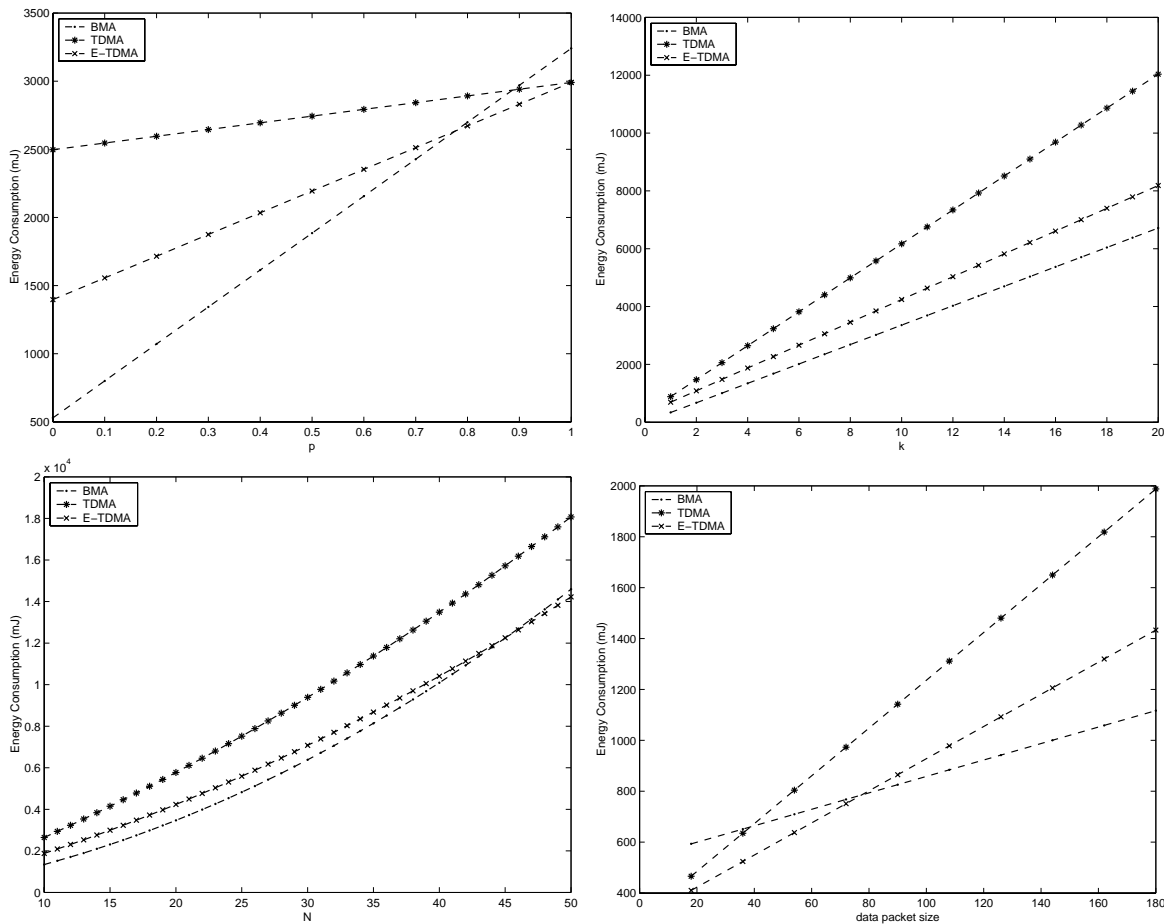 3500
3000
2500
2000
1500
1000
500
Energy Consumption (mJ)
BMA
TDMA
E−TDMA
0 0.1 0.2 0.3 0.4 0.5 0.6 0.7 0.8 0.9 1
p
14000
12000
10000
8000
6000
4000
2000
0
Energy Consumption (mJ)
BMA
TDMA
E−TDMA
0 2 4 6 8 10 12 14 16 18 20
k
x 10^4
2
1.8
1.6
1.4
1.2
1
0.8
0.6
0.4
0.2
0
Energy Consumption (mJ)
BMA
TDMA
E−TDMA
10 15 20 25 30 35 40 45 50
N
2000
1800
1600
1400
1200
1000
800
600
400
Energy Consumption (mJ)
BMA
TDMA
E−TDMA
0 20 40 60 80 100 120 140 160 180
data packet size